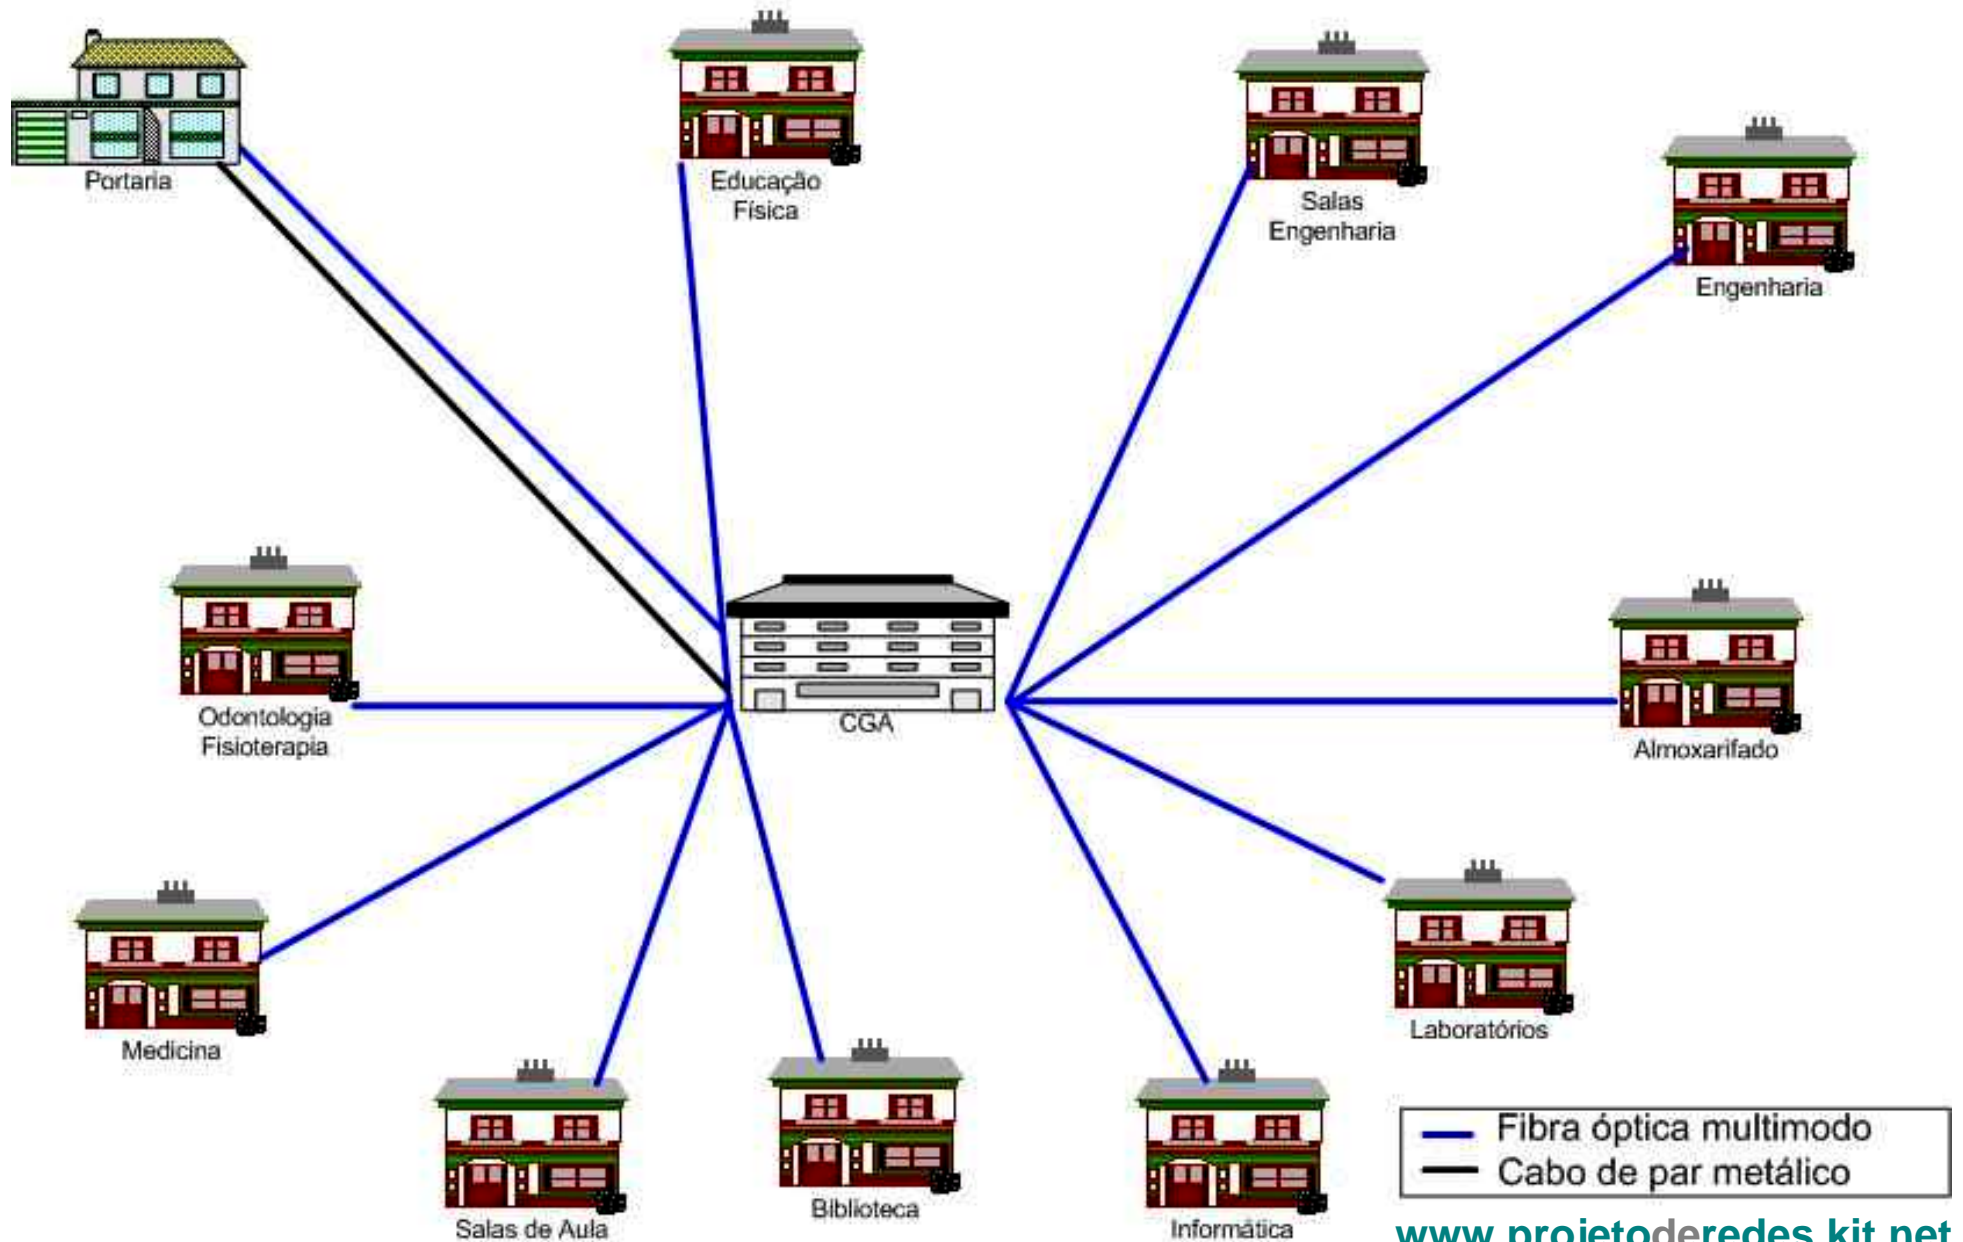 Portaria
Educação
Física
Salas
Engenharia
Engenharia
Odontologia
Fisioterapia
CGA
Almoxarifado
Medicina
Laboratórios
Salas de Aula
Biblioteca
Informática
Fibra óptica multimodo
Cabo de par metálico
www.projetoderedes.kit.net